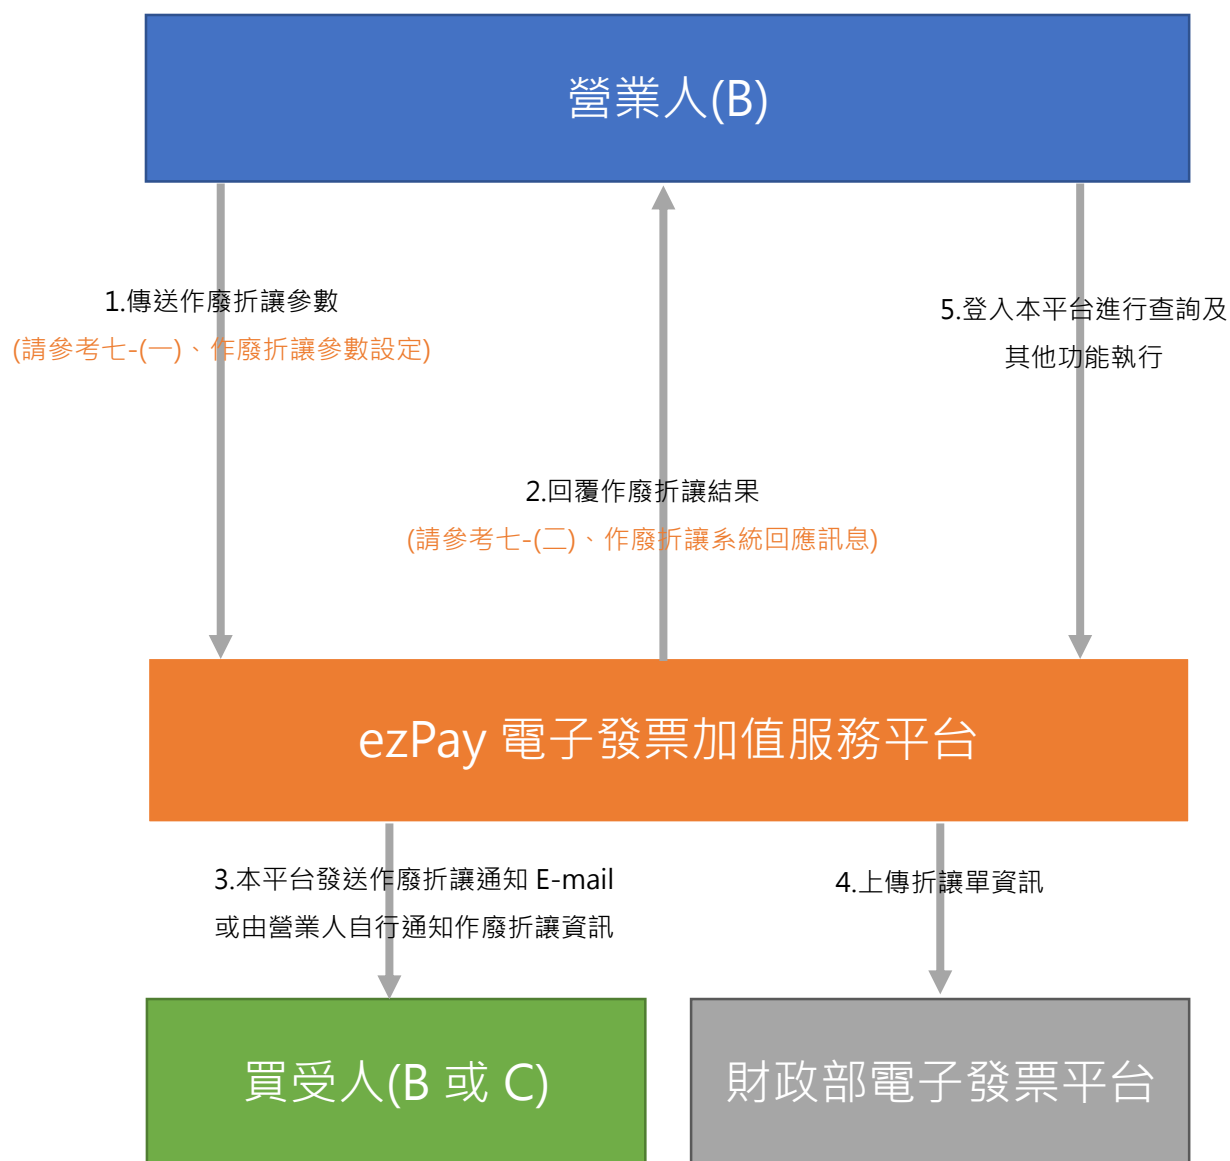 營業人(B)
1.傳送作廢折讓參數
(請參考七-(一)、作廢折讓參數設定)
5.登入本平台進行查詢及
其他功能執行
2.回覆作廢折讓結果
(請參考七-(二)、作廢折讓系統回應訊息)
ezPay 電子發票加值服務平台
3.本平台發送作廢折讓通知 E-mail
或由營業人自行通知作廢折讓資訊
4.上傳折讓單資訊
買受人(B 或 C)
財政部電子發票平台